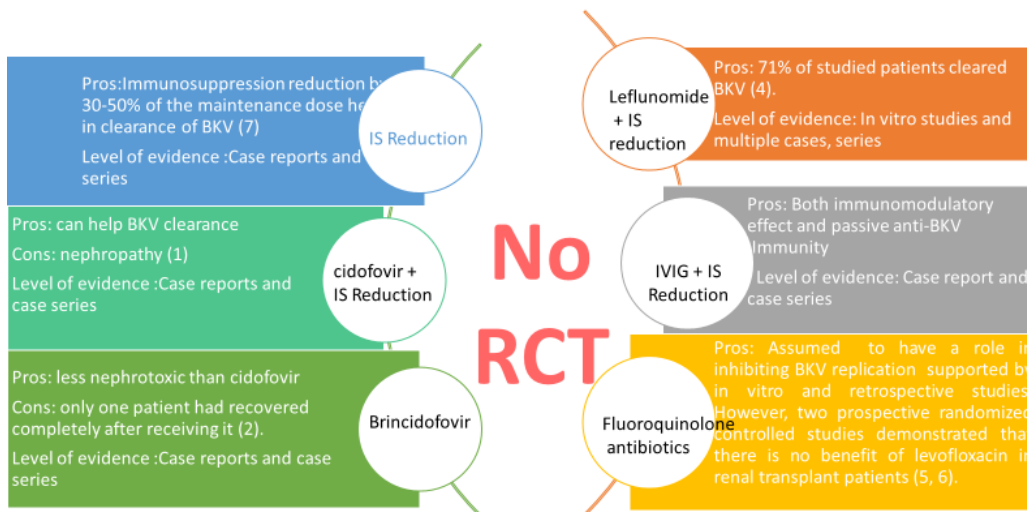 Pros:Immunosuppression reduction
30-50% of the maintenance dose
in clearance of BKV (7)
Level of evidence :Case reports and
series
IS Reduction
Pros: can help BKV clearance
Cons: nephropathy (1)
Level of evidence :Case reports and
case series
cidofovir +
IS Reduction
Pros: less nephrotoxic than cidofovir
Cons: only one patient had recovered
completely after receiving it (2).
Level of evidence :Case reports and case
series
Brincidofovir
No
RCT
Leflunomide
+ IS
reduction
Pros: 71% of studied patients cleared
BKV (4).
Level of evidence: In vitro studies and
multiple cases, series
IVIG + IS
Reduction
Pros: Both immunomodulatory
effect and passive anti-BKV
Immunity
Level of evidence: Case report and
case series
Fluoroquinolone
antibiotics
Pros: Assumed to have a role in
inhibiting BKV replication supported by
in vitro and retrospective studies.
However, two prospective randomized
controlled studies demonstrated that
there is no benefit of levofloxacin in
renal transplant patients (5, 6).